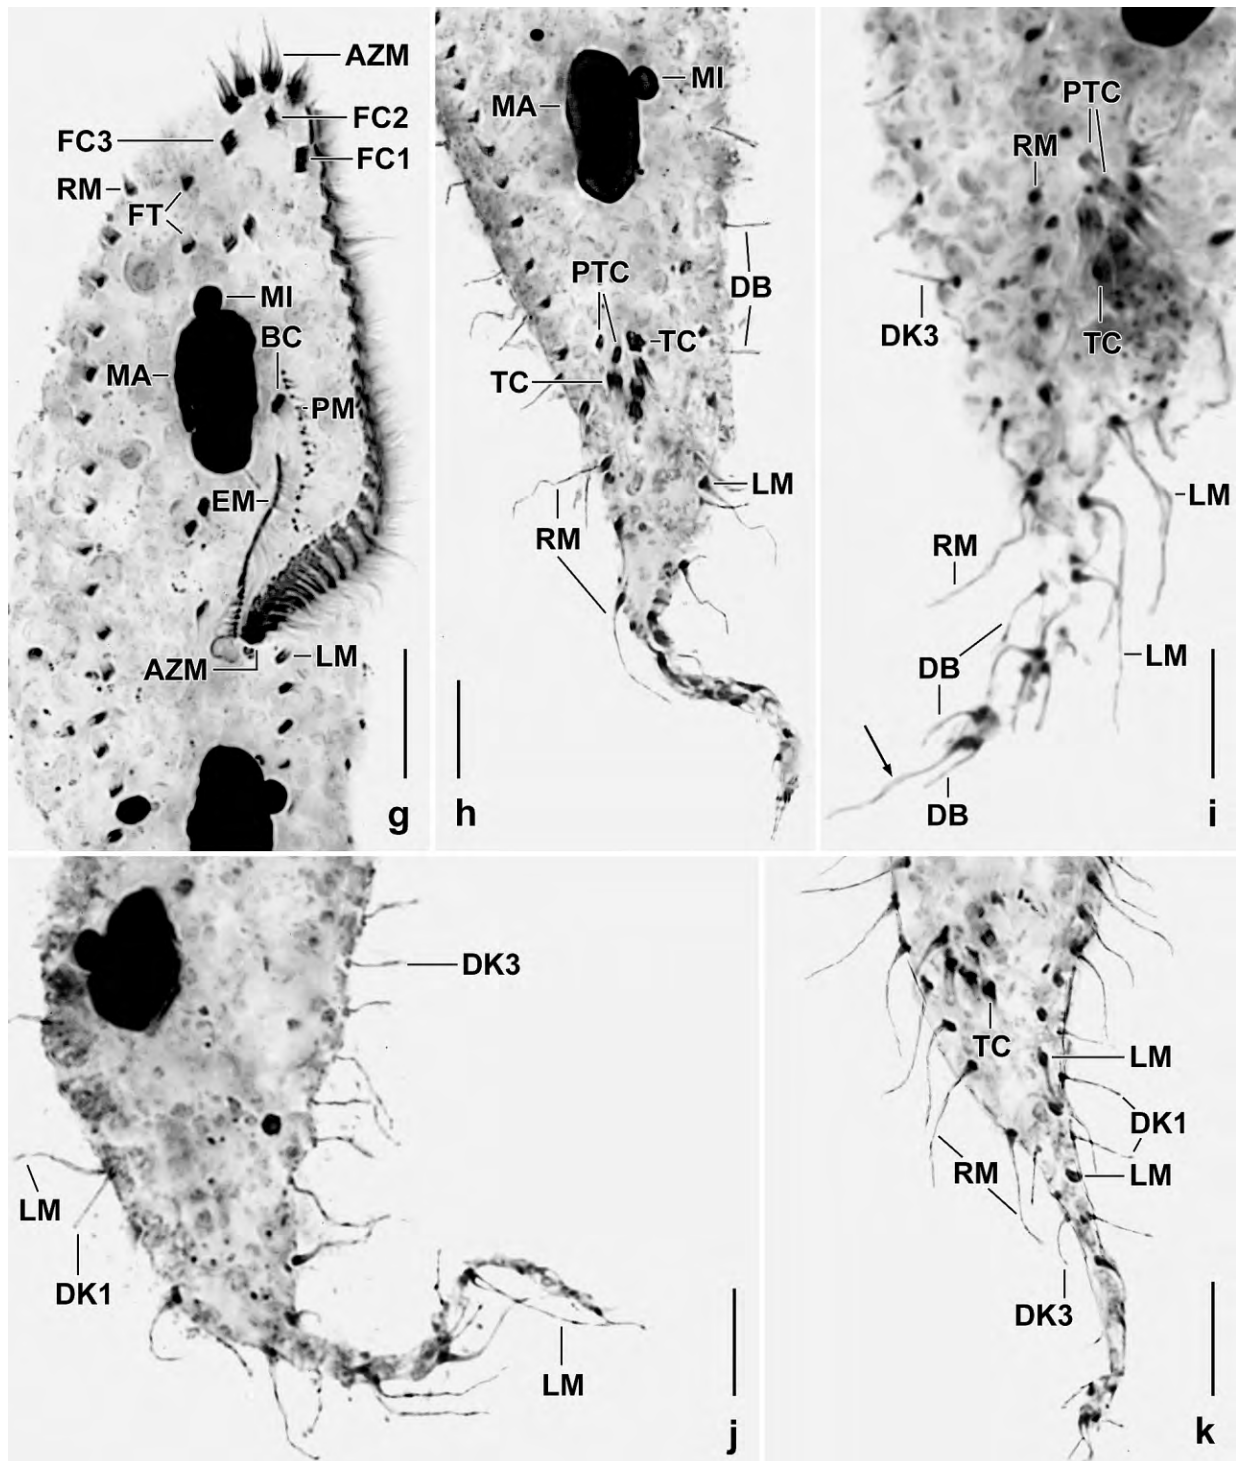 AZM
FC2
FC3
FC1
RM
FT
MI
BC
MA
PM
EM
AZM
LM
g
MI
MA
PTC
DB
TC
TC
LM
RM
h
PTC
RM
DK3
TC
LM
RM
DB
LM
DB
i
DK3
LM
DK1
LM
j
TC
LM
DK1
RM
LM
DK3
k